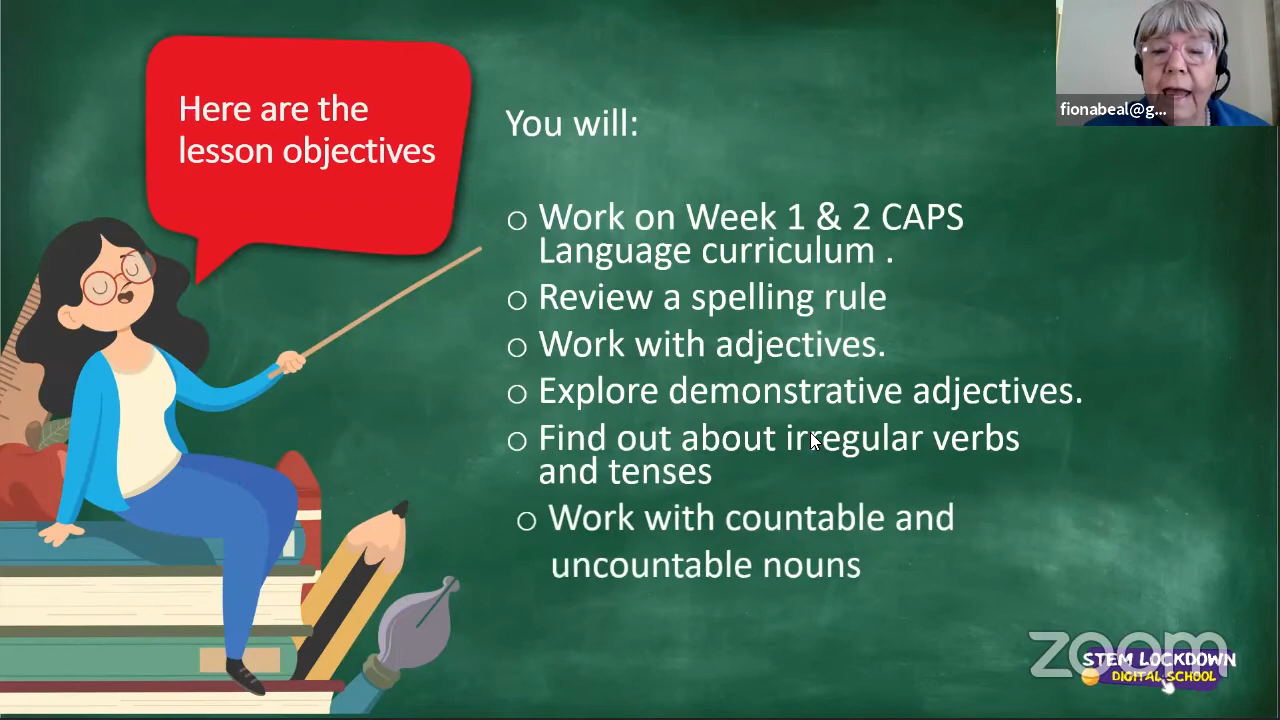 Here are the
lesson objectives
You will:
○ Work on Week 1 & 2 CAPS
Language curriculum .
○ Review a spelling rule
○ Work with adjectives.
○ Explore demonstrative adjectives.
○ Find out about irregular verbs
and tenses
○ Work with countable and
uncountable nouns
fionabeal@g...
zoom
STEM LOCKDOWN
DIGITAL SCHOOL